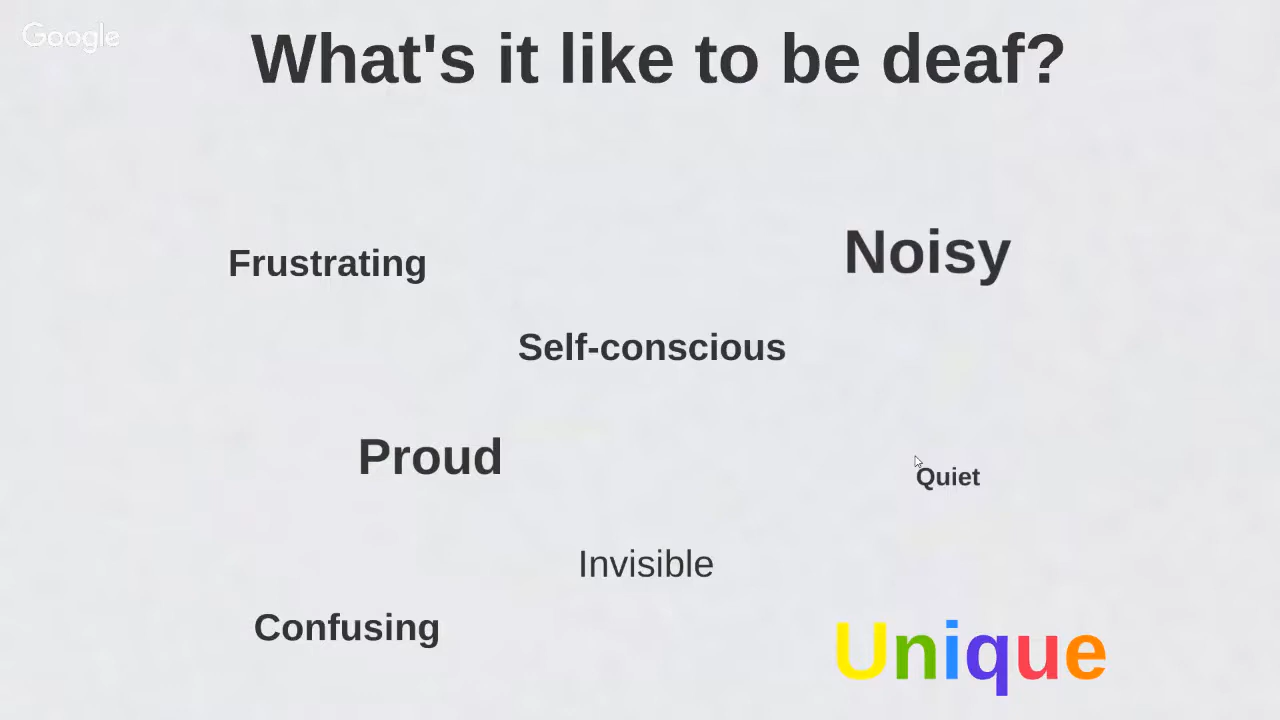 Google
What's it like to be deaf?
Noisy
Frustrating
Self-conscious
Proud
Quiet
Invisible
Confusing
Unique